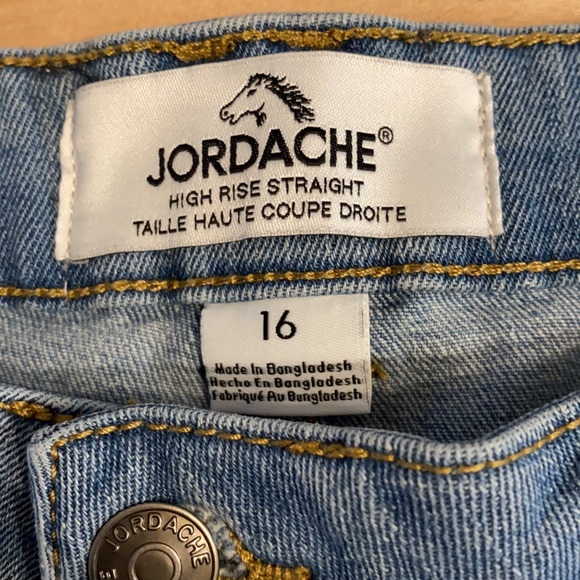 JORDACHE®
HIGH RISE STRAIGHT
TAILLE HAUTE COUPE DROITE
16
Made In Bangladesh
Hecho En Bangladesh
Fabriqué Au Bangladesh
JORDACHE